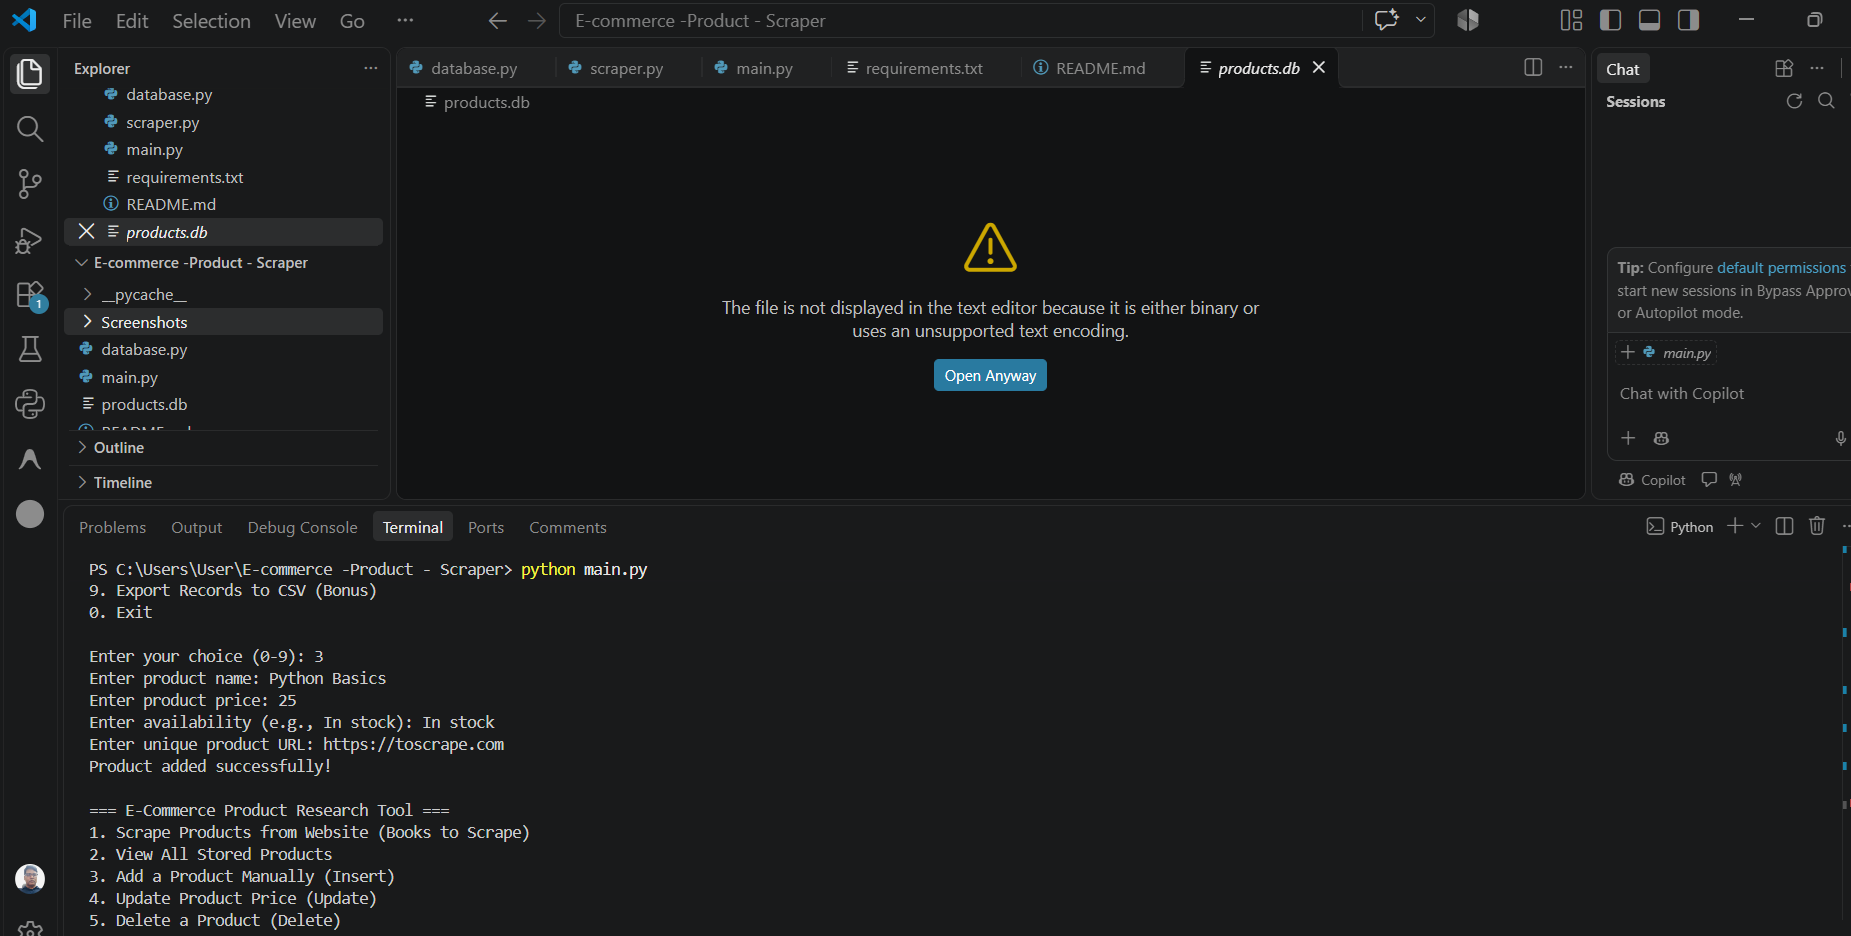 File Edit Selection View Go ···
E-commerce -Product - Scraper
Explorer ···
database.py
scraper.py
main.py
requirements.txt
README.md
products.db
E-commerce -Product - Scraper
__pycache__
Screenshots
database.py
main.py
products.db
Outline
Timeline
1
database.py scraper.py main.py requirements.txt README.md products.db
products.db
The file is not displayed in the text editor because it is either binary or
uses an unsupported text encoding.
Open Anyway
Chat
Sessions
Tip: Configure default permissions
start new sessions in Bypass Approv
or Autopilot mode.
main.py
Chat with Copilot
Copilot
Problems Output Debug Console Terminal Ports Comments
Python
PS C:\Users\User\E-commerce -Product - Scraper> python main.py
9. Export Records to CSV (Bonus)
0. Exit
Enter your choice (0-9): 3
Enter product name: Python Basics
Enter product price: 25
Enter availability (e.g., In stock): In stock
Enter unique product URL: https://toscrape.com
Product added successfully!
=== E-Commerce Product Research Tool ===
1. Scrape Products from Website (Books to Scrape)
2. View All Stored Products
3. Add a Product Manually (Insert)
4. Update Product Price (Update)
5. Delete a Product (Delete)